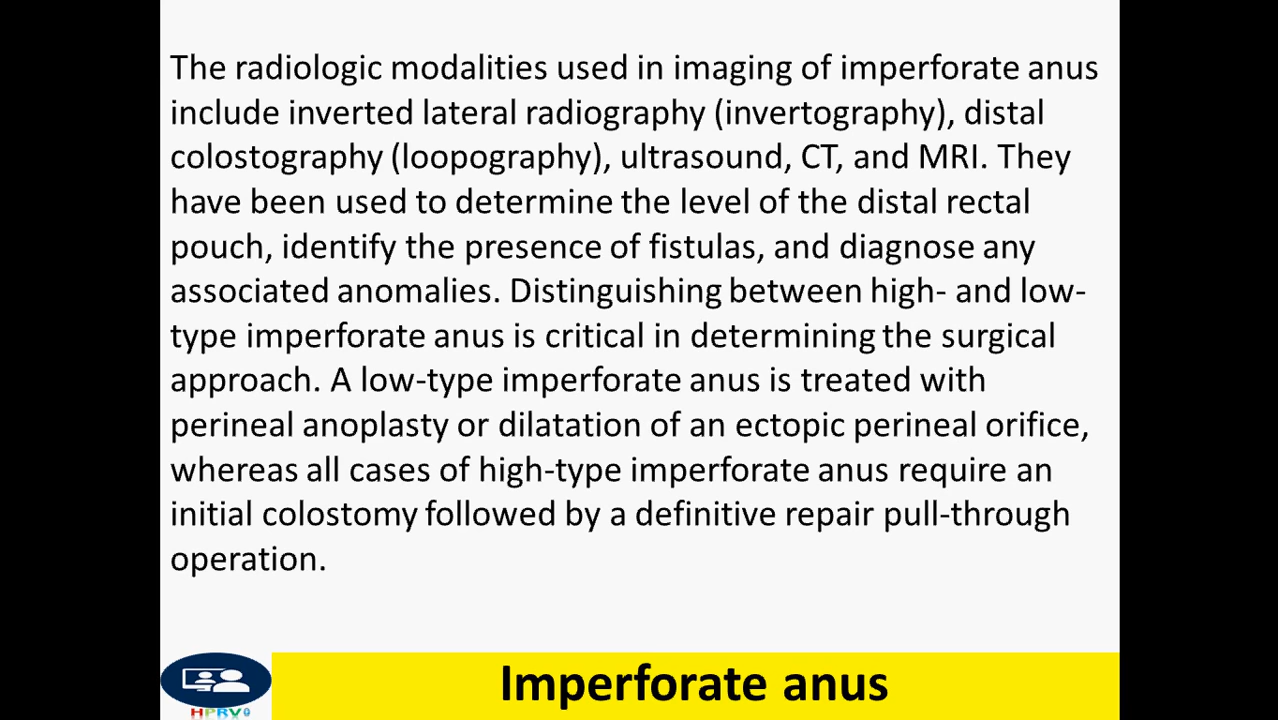 The radiologic modalities used in imaging of imperforate anus
include inverted lateral radiography (invertography), distal
colostography (loopography), ultrasound, CT, and MRI. They
have been used to determine the level of the distal rectal
pouch, identify the presence of fistulas, and diagnose any
associated anomalies. Distinguishing between high- and low-
type imperforate anus is critical in determining the surgical
approach. A low-type imperforate anus is treated with
perineal anoplasty or dilatation of an ectopic perineal orifice,
whereas all cases of high-type imperforate anus require an
initial colostomy followed by a definitive repair pull-through
operation.
Imperforate anus
HPRV